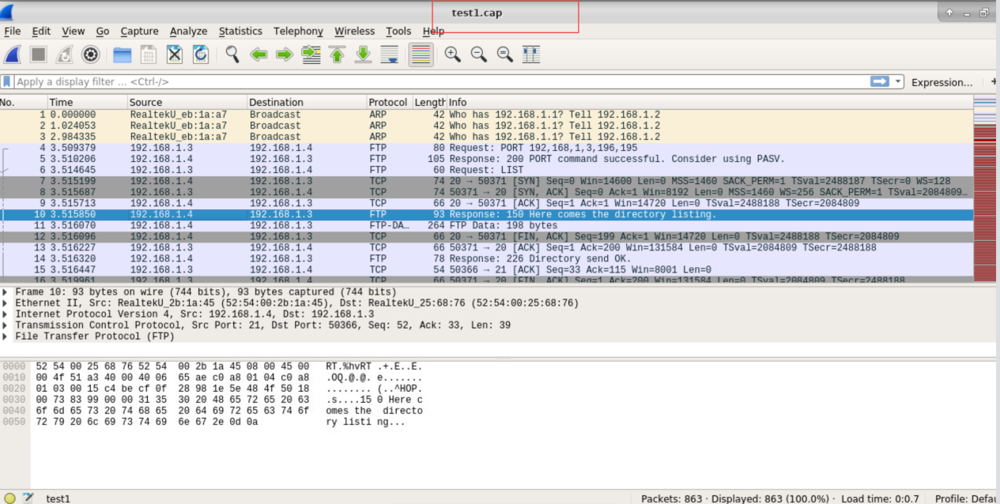 test1.cap
File Edit View Go Capture Analyze Statistics Telephony Wireless Tools Help
Apply a display filter ... <Ctrl-/> Expression... +
No. Time Source Destination Protocol Length Info
1 0.000000 RealtekU_eb:1a:a7 Broadcast ARP 42 Who has 192.168.1.1? Tell 192.168.1.2
2 1.024053 RealtekU_eb:1a:a7 Broadcast ARP 42 Who has 192.168.1.1? Tell 192.168.1.2
3 2.984335 RealtekU_eb:1a:a7 Broadcast ARP 42 Who has 192.168.1.1? Tell 192.168.1.2
4 3.509379 192.168.1.3 192.168.1.4 FTP 80 Request: PORT 192,168,1,3,196,195
5 3.510206 192.168.1.4 192.168.1.3 FTP 105 Response: 200 PORT command successful. Consider using PASV.
6 3.514645 192.168.1.3 192.168.1.4 FTP 60 Request: LIST
7 3.515199 192.168.1.4 192.168.1.3 TCP 74 20 → 50371 [SYN] Seq=0 Win=14600 Len=0 MSS=1460 SACK_PERM=1 TSval=2488187 TSecr=0 WS=128
8 3.515687 192.168.1.3 192.168.1.4 TCP 74 50371 → 20 [SYN, ACK] Seq=0 Ack=1 Win=8192 Len=0 MSS=1460 WS=256 SACK_PERM=1 TSval=2084809…
9 3.515713 192.168.1.4 192.168.1.3 TCP 66 20 → 50371 [ACK] Seq=1 Ack=1 Win=14720 Len=0 TSval=2488188 TSecr=2084809
10 3.515850 192.168.1.4 192.168.1.3 FTP 93 Response: 150 Here comes the directory listing.
11 3.516070 192.168.1.4 192.168.1.3 FTP-DA… 264 FTP Data: 198 bytes
12 3.516096 192.168.1.4 192.168.1.3 TCP 66 20 → 50371 [FIN, ACK] Seq=199 Ack=1 Win=14720 Len=0 TSval=2488188 TSecr=2084809
13 3.516227 192.168.1.3 192.168.1.4 TCP 66 50371 → 20 [ACK] Seq=1 Ack=200 Win=131584 Len=0 TSval=2084809 TSecr=2488188
14 3.516320 192.168.1.4 192.168.1.3 FTP 78 Response: 226 Directory send OK.
15 3.516447 192.168.1.3 192.168.1.4 TCP 54 50366 → 21 [ACK] Seq=33 Ack=115 Win=8001 Len=0
16 3.519961 192.168.1.3 192.168.1.4 TCP 66 50371 → 20 [FIN, ACK] Seq=1 Ack=200 Win=131584 Len=0 TSval=2084809 TSecr=2488188
Frame 10: 93 bytes on wire (744 bits), 93 bytes captured (744 bits)
Ethernet II, Src: RealtekU_2b:1a:45 (52:54:00:2b:1a:45), Dst: RealtekU_25:68:76 (52:54:00:25:68:76)
Internet Protocol Version 4, Src: 192.168.1.4, Dst: 192.168.1.3
Transmission Control Protocol, Src Port: 21, Dst Port: 50366, Seq: 52, Ack: 33, Len: 39
File Transfer Protocol (FTP)
0000 52 54 00 25 68 76 52 54 00 2b 1a 45 08 00 45 00 RT.%hvRT .+.E..E.
0010 00 4f 51 a3 40 00 40 06 65 ae c0 a8 01 04 c0 a8 .OQ.@.@. e.......
0020 01 03 00 15 c4 be cf 0f 28 98 1e 5e 48 4f 50 18 ........ (..^HOP.
0030 00 73 83 99 00 00 31 35 30 20 48 65 72 65 20 63 .s....15 0 Here c
0040 6f 6d 65 73 20 74 68 65 20 64 69 72 65 63 74 6f omes the directo
0050 72 79 20 6c 69 73 74 69 6e 67 2e 0d 0a ry listi ng...
test1 Packets: 863 · Displayed: 863 (100.0%) · Load time: 0:0.7 Profile: Defau